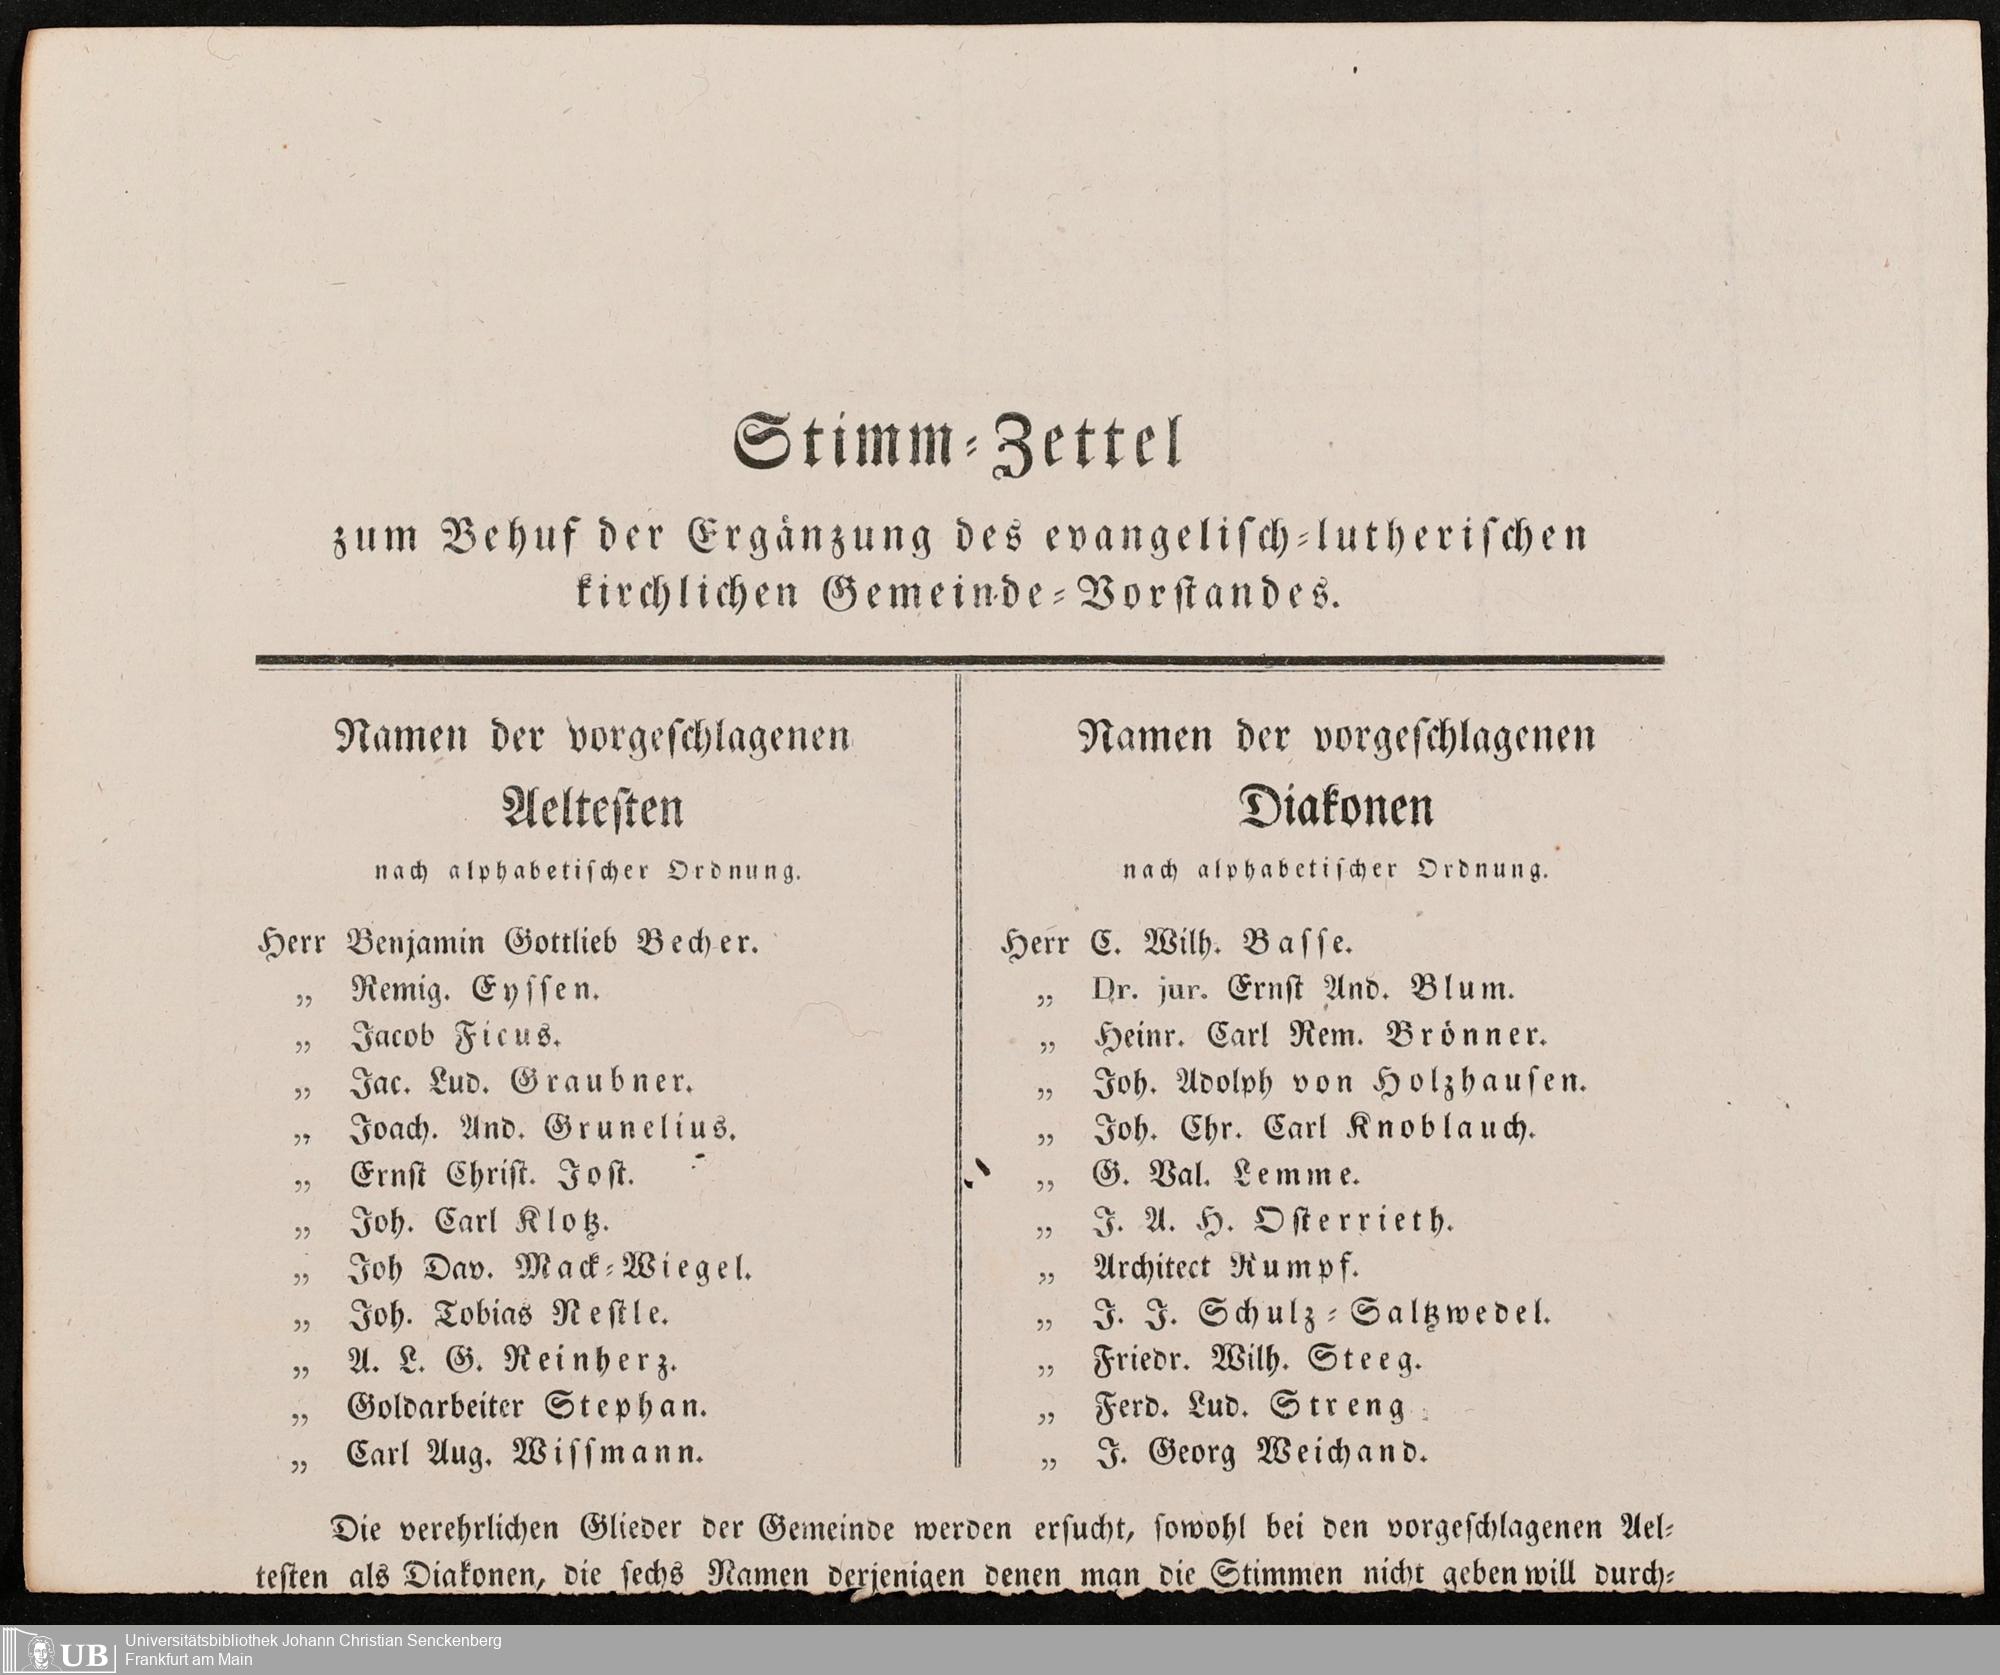 Stimm-Zettel
zum Behuf der Ergänzung des evangelisch-lutherischen
kirchlichen Gemeinde-Vorstandes.
Namen der vorgeschlagenen
Aeltesten
nach alphabetischer Ordnung.
Herr Benjamin Gottlieb Becher.
„ Remig. Eyssen.
„ Jacob Ficus.
„ Jac. Lud. Graubner.
„ Joach. And. Grunelius.
„ Ernst Christ. Jost.
„ Joh. Carl Klotz.
„ Joh Dav. Mack-Wiegel.
„ Joh. Tobias Nestle.
„ A. L. G. Reinherz.
„ Goldarbeiter Stephan.
„ Carl Aug. Wissmann.
Namen der vorgeschlagenen
Diakonen
nach alphabetischer Ordnung.
Herr C. Wilh. Basse.
„ Dr. jur. Ernst And. Blum.
„ Heinr. Carl Rem. Brönner.
„ Joh. Adolph von Holzhausen.
„ Joh. Chr. Carl Knoblauch.
„ G. Val. Lemme.
„ J. A. H. Osterrieth.
„ Architect Rumpf.
„ J. J. Schulz-Saltzwedel.
„ Friedr. Wilh. Steeg.
„ Ferd. Lud. Streng.
„ J. Georg Weichand.
Die verehrlichen Glieder der Gemeinde werden ersucht, sowohl bei den vorgeschlagenen Ael-
testen als Diakonen, die sechs Namen derjenigen denen man die Stimmen nicht geben will durch-
UB
Universitätsbibliothek Johann Christian Senckenberg
Frankfurt am Main